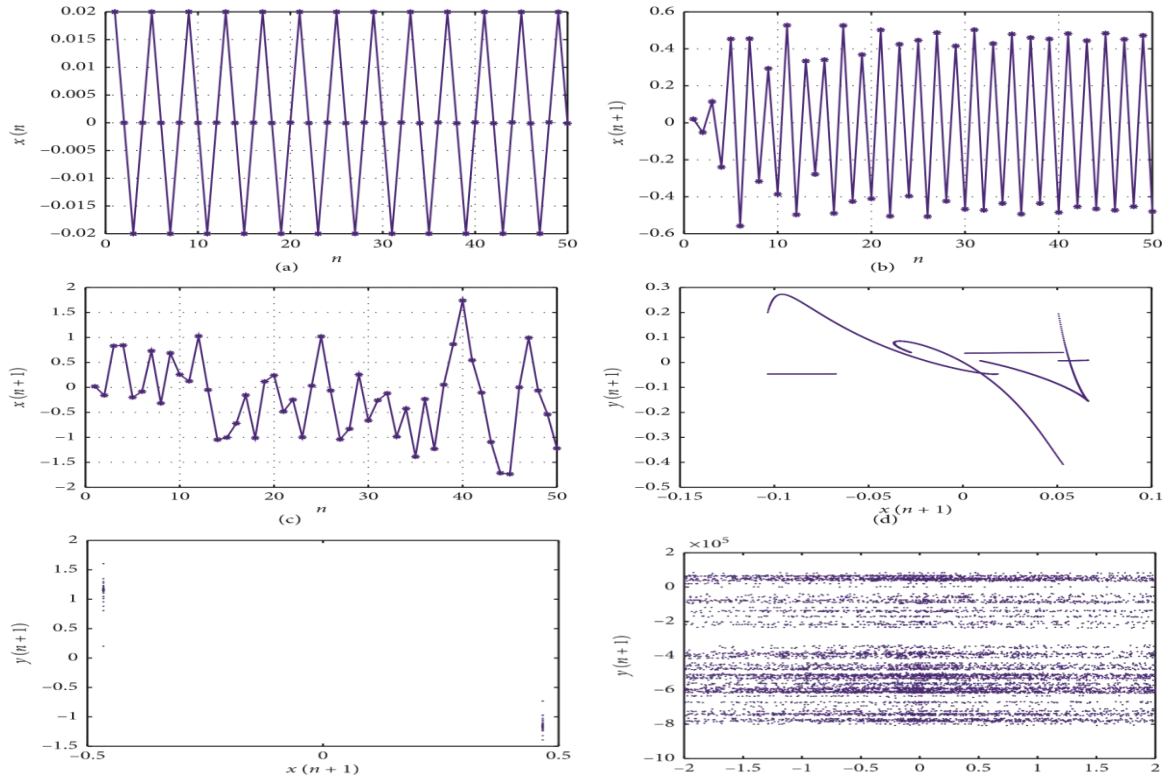 0.02
0.015
0.01
0.005
0
−0.005
−0.01
−0.015
−0.02
x (n
0 10 20 30 40 50
n
(a)
0.6
0.4
0.2
0
−0.2
−0.4
−0.6
x (n + 1)
0 10 20 30 40 50
n
(b)
2
1.5
1
0.5
0
−0.5
−1
−1.5
−2
x (n + 1)
0 10 20 30 40 50
n
(c)
0.3
0.2
0.1
0
−0.1
−0.2
−0.3
−0.4
−0.5
y (n + 1)
−0.15 −0.1 −0.05 0 0.05 0.1
x (n + 1)
(d)
2
1.5
1
0.5
0
−0.5
−1
−1.5
y (n + 1)
−0.5 0 0.5
x (n + 1)
×10⁵
2
0
−2
−4
−6
−8
−10
y (n + 1)
−2 −1.5 −1 −0.5 0 0.5 1 1.5 2